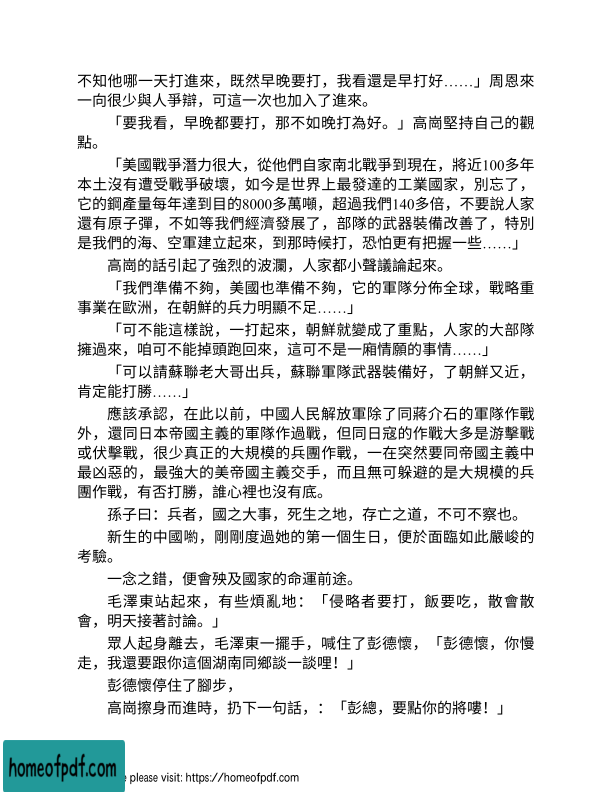 不知他哪一天打進來，既然早晚要打，我看還是早打好……」周恩來
一向很少與人爭辯，可這一次也加入了進來。
「要我看，早晚都要打，那不如晚打為好。」高崗堅持自己的觀
點。
「美國戰爭潛力很大，從他們自家南北戰爭到現在，將近100多年
本土沒有遭受戰爭破壞，如今是世界上最發達的工業國家，別忘了，
它的鋼產量每年達到目的8000多萬噸，超過我們140多倍，不要說人家
還有原子彈，不如等我們經濟發展了，部隊的武器裝備改善了，特別
是我們的海、空軍建立起來，到那時候打，恐怕更有把握一些……」
高崗的話引起了強烈的波瀾，人家都小聲議論起來。
「我們準備不夠，美國也準備不夠，它的軍隊分佈全球，戰略重
事業在歐洲，在朝鮮的兵力明顯不足……」
「可不能這樣說，一打起來，朝鮮就變成了重點，人家的大部隊
擁過來，咱可不能掉頭跑回來，這可不是一廂情願的事情……」
「可以請蘇聯老大哥出兵，蘇聯軍隊武器裝備好，了朝鮮又近，
肯定能打勝……」
應該承認，在此以前，中國人民解放軍除了同蔣介石的軍隊作戰
外，還同日本帝國主義的軍隊作過戰，但同日寇的作戰大多是游擊戰
或伏擊戰，很少真正的大規模的兵團作戰，一在突然要同帝國主義中
最凶惡的，最強大的美帝國主義交手，而且無可躲避的是大規模的兵
團作戰，有否打勝，誰心裡也沒有底。
孫子曰：兵者，國之大事，死生之地，存亡之道，不可不察也。
新生的中國喲，剛剛度過她的第一個生日，便於面臨如此嚴峻的
考驗。
一念之錯，便會殃及國家的命運前途。
毛澤東站起來，有些煩亂地：「侵略者要打，飯要吃，散會散
會，明天接著討論。」
眾人起身離去，毛澤東一擺手，喊住了彭德懷，「彭德懷，你慢
走，我還要跟你這個湖南同鄉談一談哩！」
彭德懷停住了腳步，
高崗擦身而進時，扔下一句話，：「彭總，要點你的將嘍！」
homeofpdf.com
please visit: https://homeofpdf.com